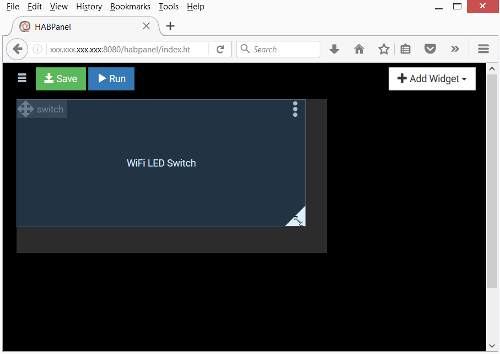 File Edit View History Bookmarks Tools Help
HABPanel
xxx.xxx.xxx.xxx:8080/habpanel/index.ht
Search
Save
Run
Add Widget
switch
WiFi LED Switch